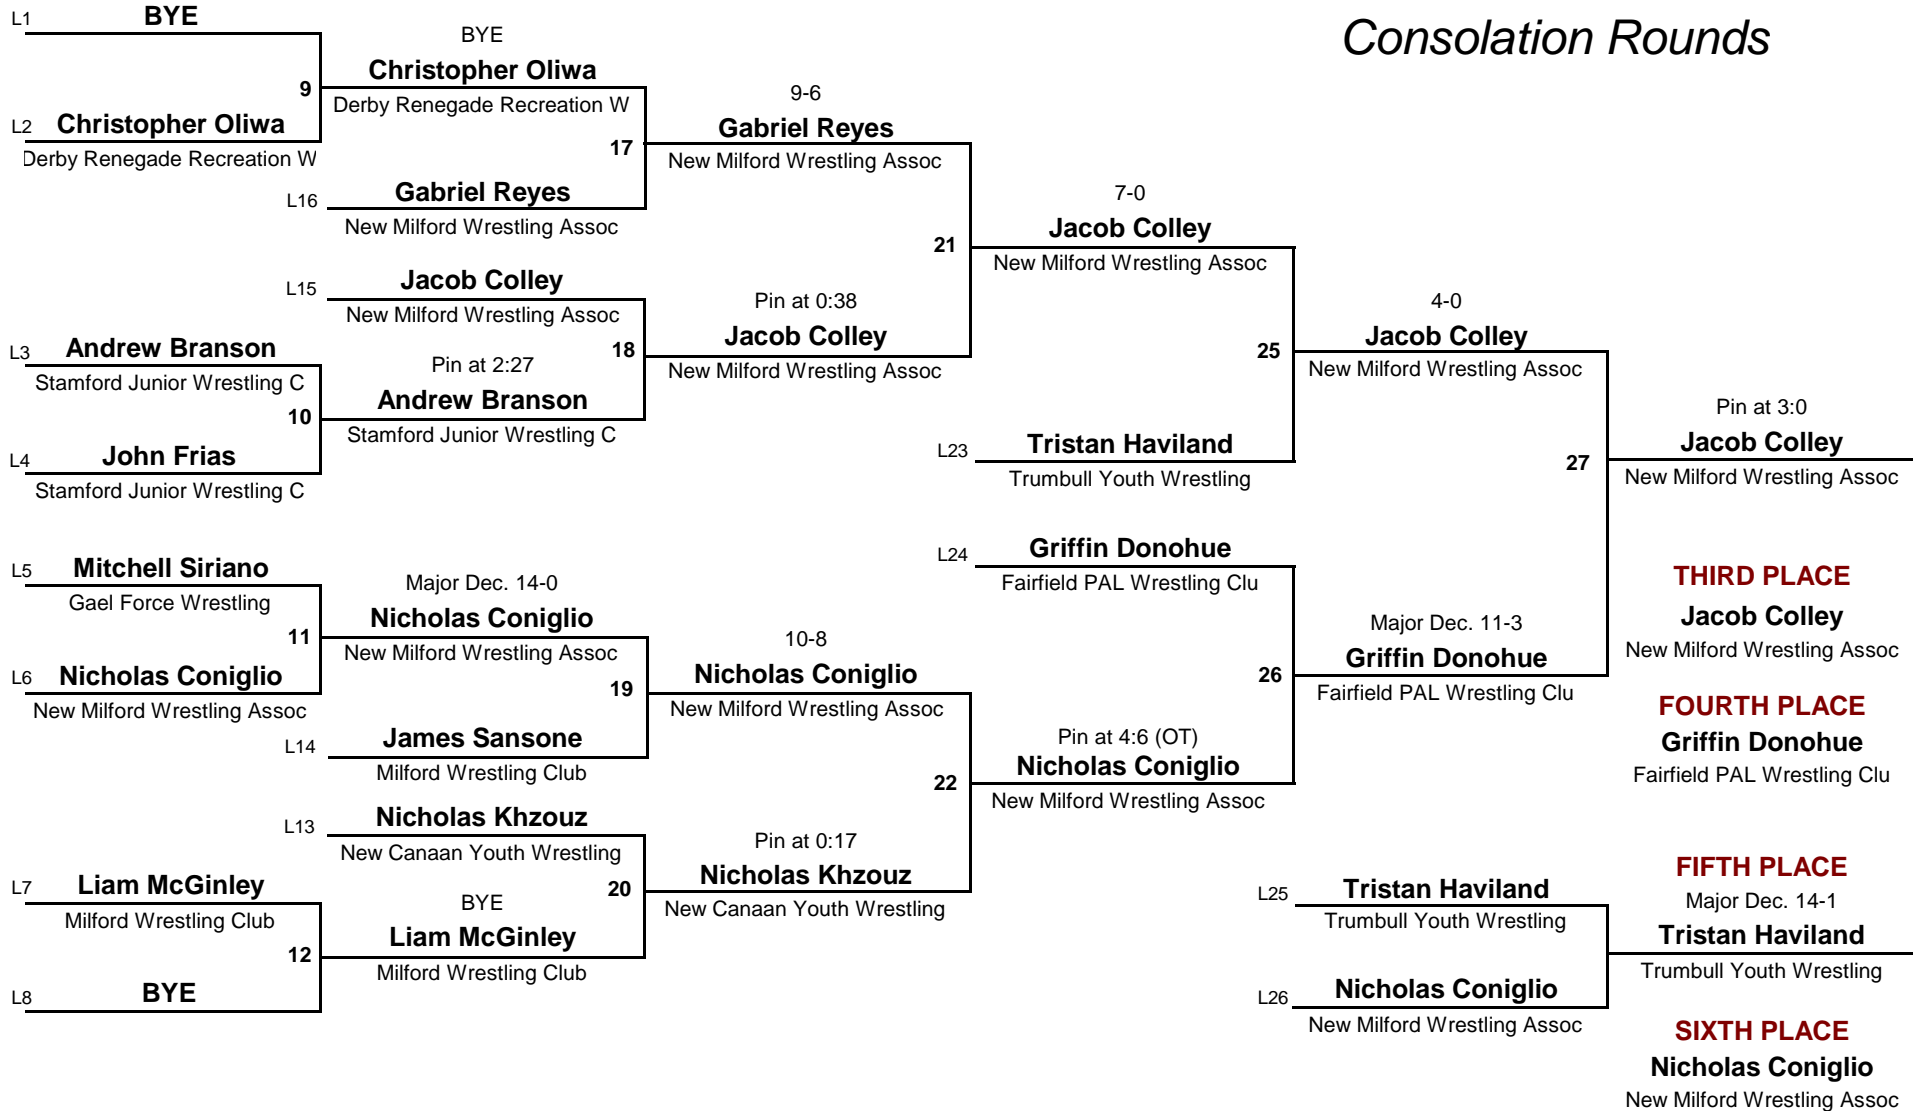 Consolation Rounds
L1 BYE
9
L2 Christopher Oliwa
Derby Renegade Recreation W
BYE
Christopher Oliwa
Derby Renegade Recreation W
17
L16 Gabriel Reyes
New Milford Wrestling Assoc
9-6
Gabriel Reyes
New Milford Wrestling Assoc
21
L15 Jacob Colley
New Milford Wrestling Assoc
18
L3 Andrew Branson
Stamford Junior Wrestling C
10
L4 John Frias
Stamford Junior Wrestling C
Pin at 2:27
Andrew Branson
Stamford Junior Wrestling C
Pin at 0:38
Jacob Colley
New Milford Wrestling Assoc
7-0
Jacob Colley
New Milford Wrestling Assoc
25
L23 Tristan Haviland
Trumbull Youth Wrestling
4-0
Jacob Colley
New Milford Wrestling Assoc
27
Pin at 3:0
Jacob Colley
New Milford Wrestling Assoc
L5 Mitchell Siriano
Gael Force Wrestling
11
L6 Nicholas Coniglio
New Milford Wrestling Assoc
Major Dec. 14-0
Nicholas Coniglio
New Milford Wrestling Assoc
19
L14 James Sansone
Milford Wrestling Club
10-8
Nicholas Coniglio
New Milford Wrestling Assoc
22
L13 Nicholas Khzouz
New Canaan Youth Wrestling
20
L7 Liam McGinley
Milford Wrestling Club
12
L8 BYE
BYE
Liam McGinley
Milford Wrestling Club
Pin at 0:17
Nicholas Khzouz
New Canaan Youth Wrestling
L24 Griffin Donohue
Fairfield PAL Wrestling Clu
26
Pin at 4:6 (OT)
Nicholas Coniglio
New Milford Wrestling Assoc
Major Dec. 11-3
Griffin Donohue
Fairfield PAL Wrestling Clu
THIRD PLACE
Jacob Colley
New Milford Wrestling Assoc
FOURTH PLACE
Griffin Donohue
Fairfield PAL Wrestling Clu
L25 Tristan Haviland
Trumbull Youth Wrestling
L26 Nicholas Coniglio
New Milford Wrestling Assoc
FIFTH PLACE
Major Dec. 14-1
Tristan Haviland
Trumbull Youth Wrestling
SIXTH PLACE
Nicholas Coniglio
New Milford Wrestling Assoc